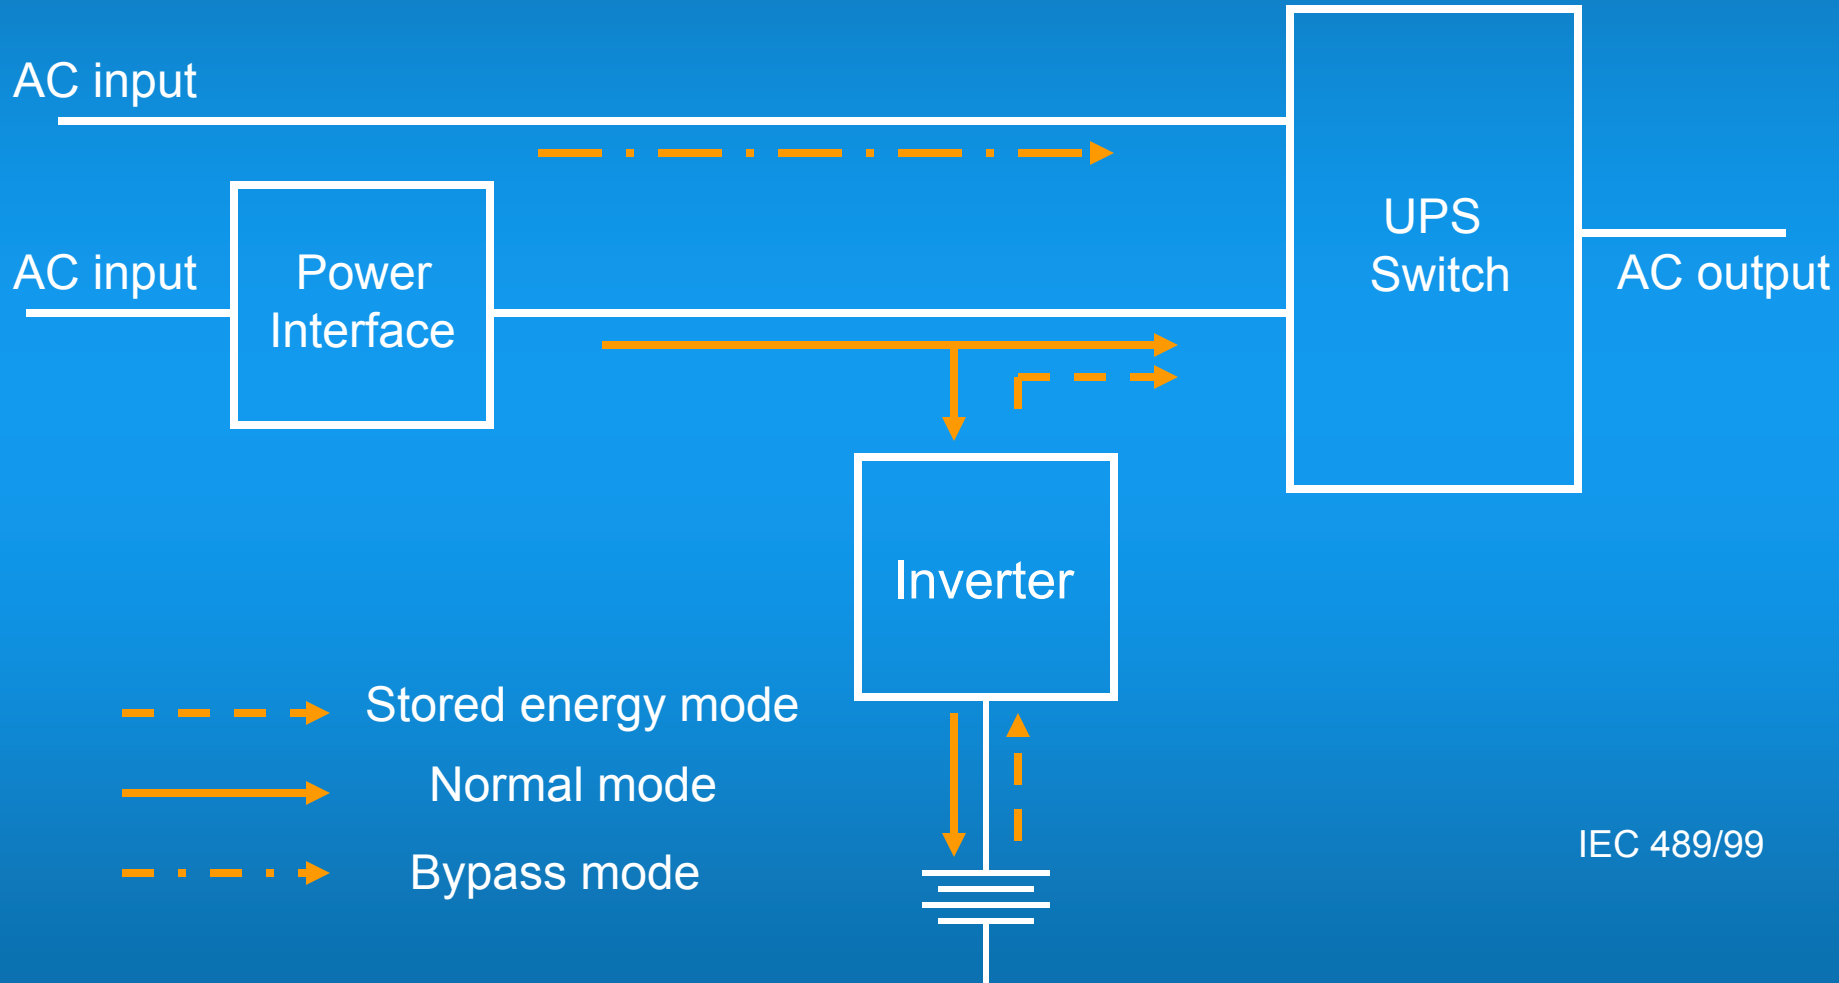 AC input
AC input
Power
Interface
UPS
Switch
AC output
Inverter
Stored energy mode
Normal mode
Bypass mode
IEC 489/99